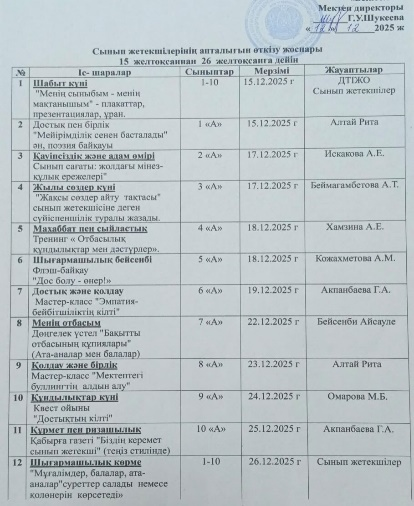 Мектеп директоры
Г.У.Шукеева
« 12 » 12 2025 ж
Сынып жетекшілерінің апталығын өткізу жоспары
15 желтоқсаннан 26 желтоқсанға дейін
№ Іс- шаралар Сыныптар Мерзімі Жауаптылар
1 Шабыт күні 1-10 15.12.2025 ж ДТІЖО
"Менің сыныбым - менің Сынып жетекшілер
мақтанышым" - плакаттар,
презентациялар, ұран.
2 Достық пен бірлік 1 «А» 15.12.2025 ж Алтай Рита
"Мейірімділік сенен басталады"
ән, поэзия байқауы
3 Қауіпсіздік және адам өмірі 2 «А» 17.12.2025 ж Искакова А.Е.
Сынып сағаты: жолдағы мінез-
құлық ережелері"
4 Жылы сөздер күні 3 «А» 17.12.2025 ж Беймагамбетова А.Т.
"Жақсы сөздер айту тақтасы"
сынып жетекшісіне деген
сүйіспеншілік туралы жазады.
5 Махаббат пен сыйластық 4 «А» 18.12.2025 ж Хамзина А.Е.
Тренинг « Отбасылық
құндылықтар мен дәстүрлер».
6 Шығармашылық бейсенбі 5 «А» 18.12.2025 ж Кожахметова А.М.
Флэш-байқау
"Дос болу - өнер!»
7 Достық және қолдау 6 «А» 19.12.2025 ж Акпанбаева Г.А.
Мастер-класс "Эмпатия-
бейбітшіліктің кілті"
8 Менің отбасым 7 «А» 22.12.2025 ж Бейсенби Айсауле
Дөңгелек үстел "Бақытты
отбасының құпиялары"
(Ата-аналар мен балалар)
9 Қолдау және бірлік 8 «А» 23.12.2025 ж Алтай Рита
Мастер-класс "Мектептегі
буллингтің алдын алу"
10 Құндылықтар күні 9 «А» 24.12.2025 ж Омарова М.Б.
Квест ойыны
"Достықтың кілті"
11 Құрмет пен ризашылық 10 «А» 25.12.2025 ж Акпанбаева Г.А.
Қабырға газеті "Біздің керемет
сынып жетекші" (теңіз стилінде)
12 Шығармашылық көрме 1-10 26.12.2025 ж Сынып жетекшілер
"Мұғалімдер, балалар, ата-
аналар"суреттер салады немесе
қолөнерін көрсетеді»